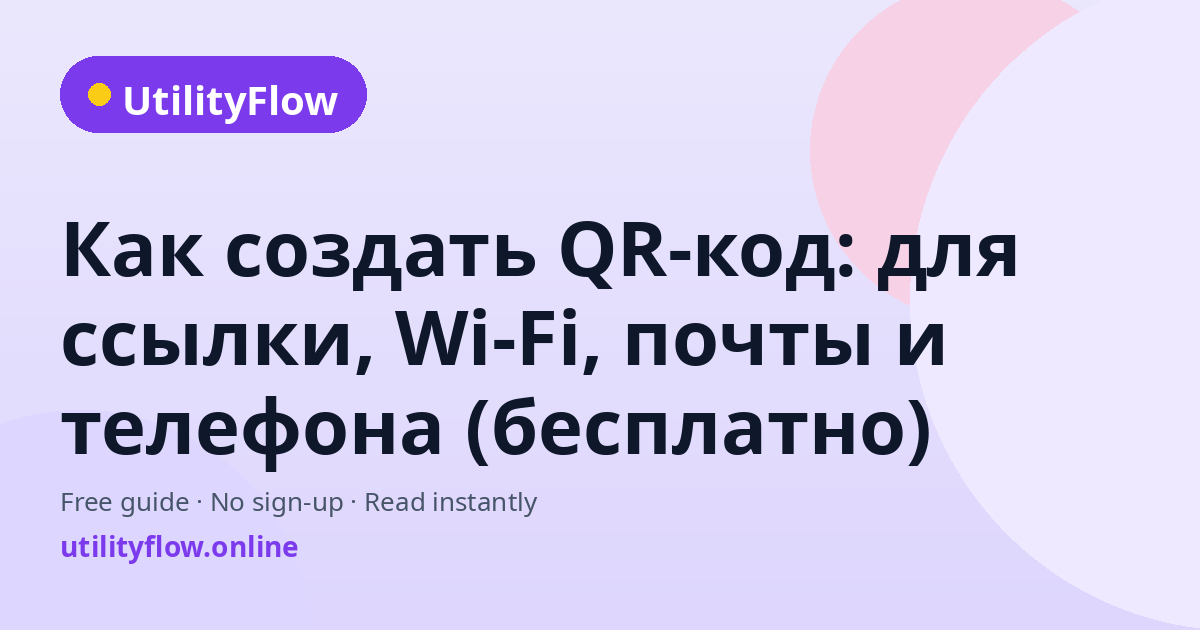 UtilityFlow
Как создать QR-код: для
ссылки, Wi-Fi, почты и
телефона (бесплатно)
Free guide · No sign-up · Read instantly
utilityflow.online